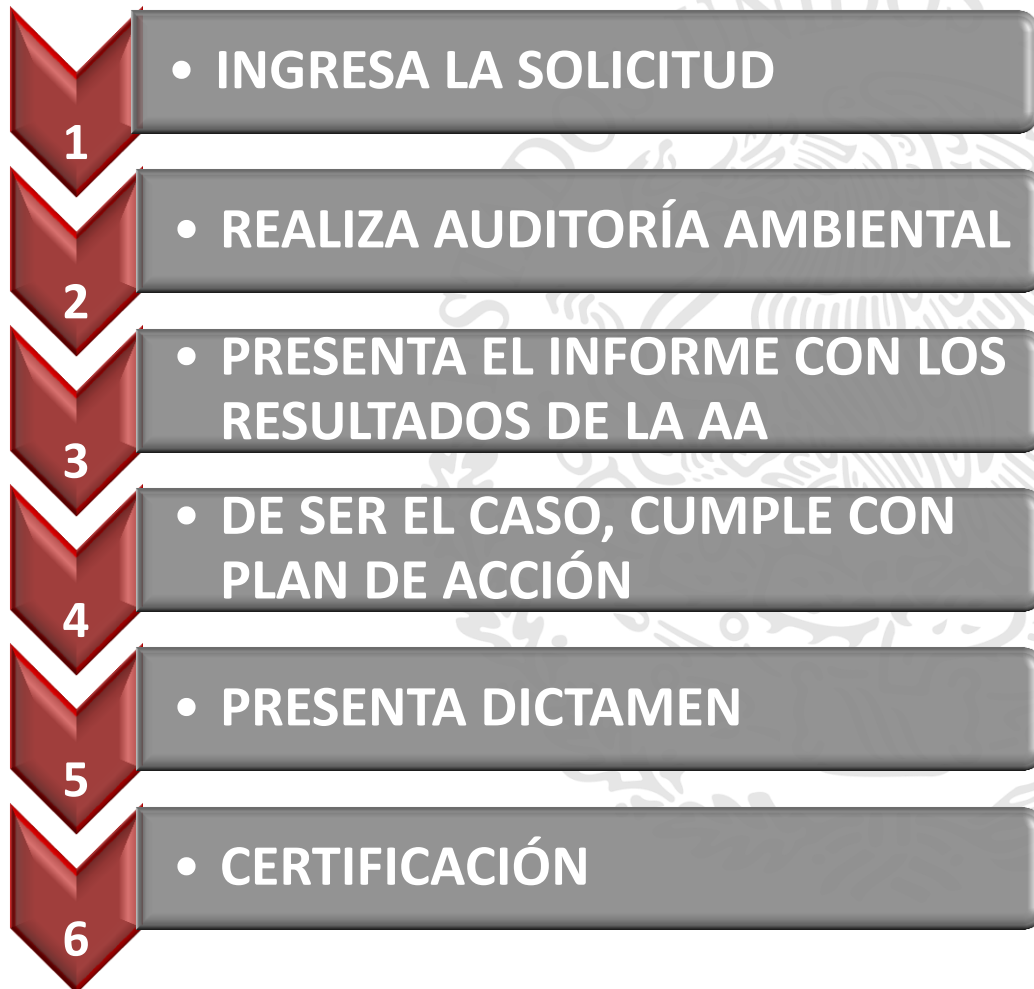 1
• INGRESA LA SOLICITUD
2
• REALIZA AUDITORÍA AMBIENTAL
3
• PRESENTA EL INFORME CON LOS
RESULTADOS DE LA AA
4
• DE SER EL CASO, CUMPLE CON
PLAN DE ACCIÓN
5
• PRESENTA DICTAMEN
6
• CERTIFICACIÓN